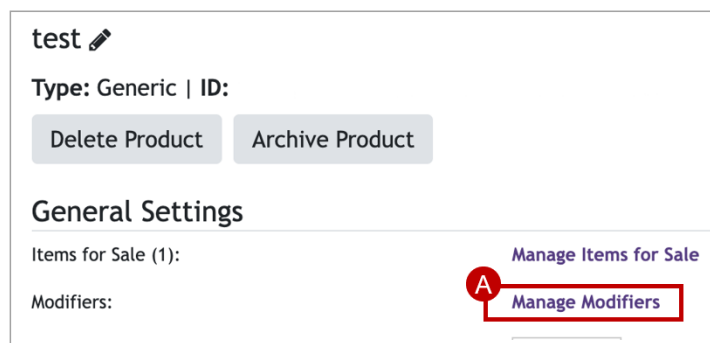 test
Type: Generic | ID:
Delete Product Archive Product
General Settings
Items for Sale (1): Manage Items for Sale
A
Modifiers: Manage Modifiers